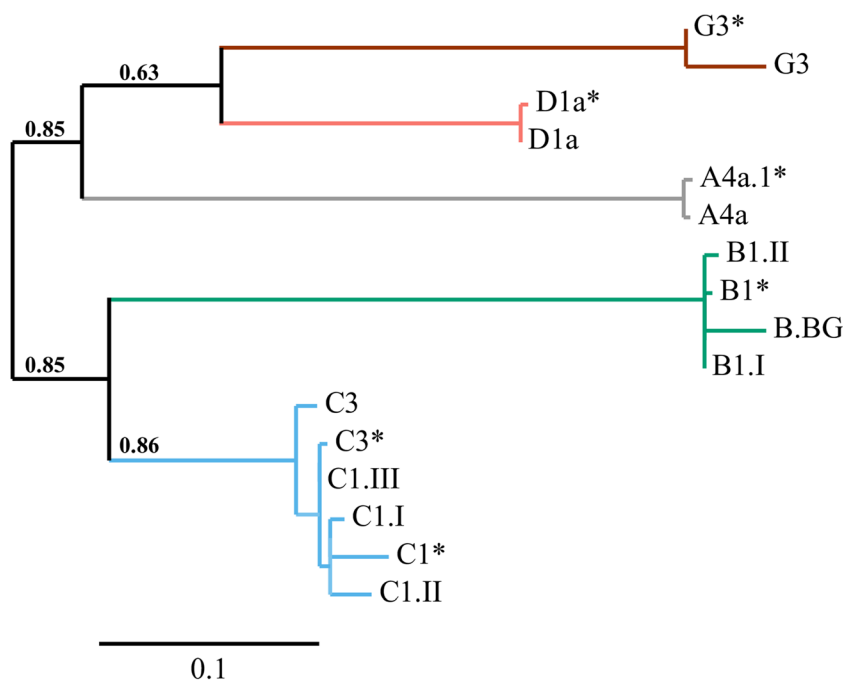 G3*
0.63
G3
D1a*
0.85
D1a
A4a.1*
A4a
B1.II
B1*
B.BG
0.85
B1.I
C3
0.86
C3*
C1.III
C1.I
C1*
C1.II
0.1